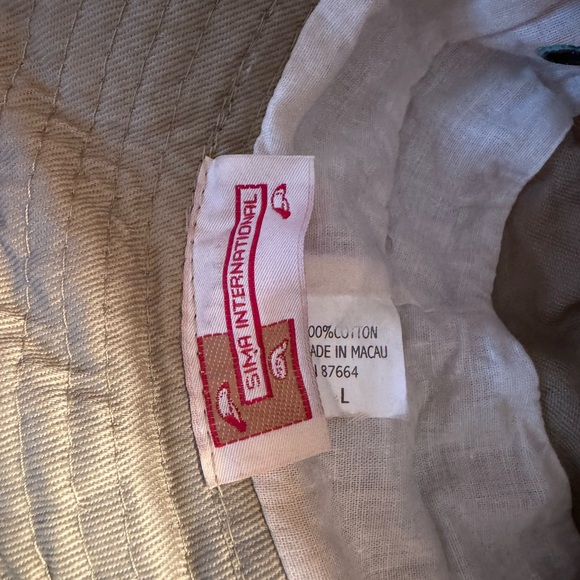 SIMA INTERNATIONAL
00%COTTON
ADE IN MACAU
87664
L